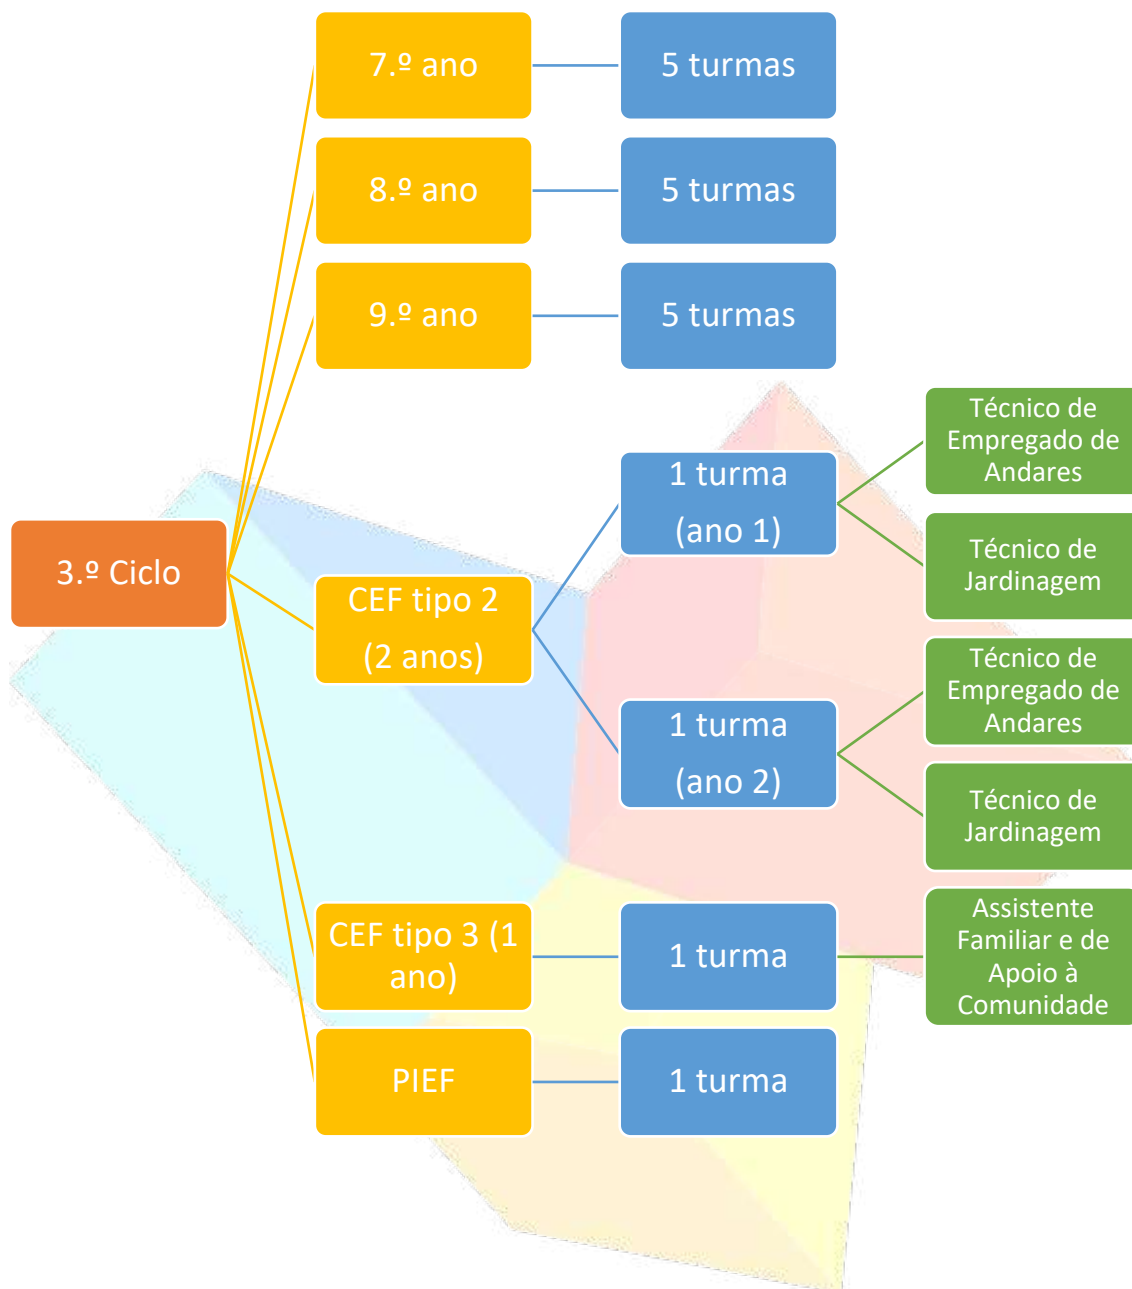 7.º ano
5 turmas
8.º ano
5 turmas
9.º ano
5 turmas
3.º Ciclo
CEF tipo 2
(2 anos)
1 turma
(ano 1)
Técnico de
Empregado de
Andares
Técnico de
Jardinagem
1 turma
(ano 2)
Técnico de
Empregado de
Andares
Técnico de
Jardinagem
CEF tipo 3 (1
ano)
1 turma
Assistente
Familiar e de
Apoio à
Comunidade
PIEF
1 turma